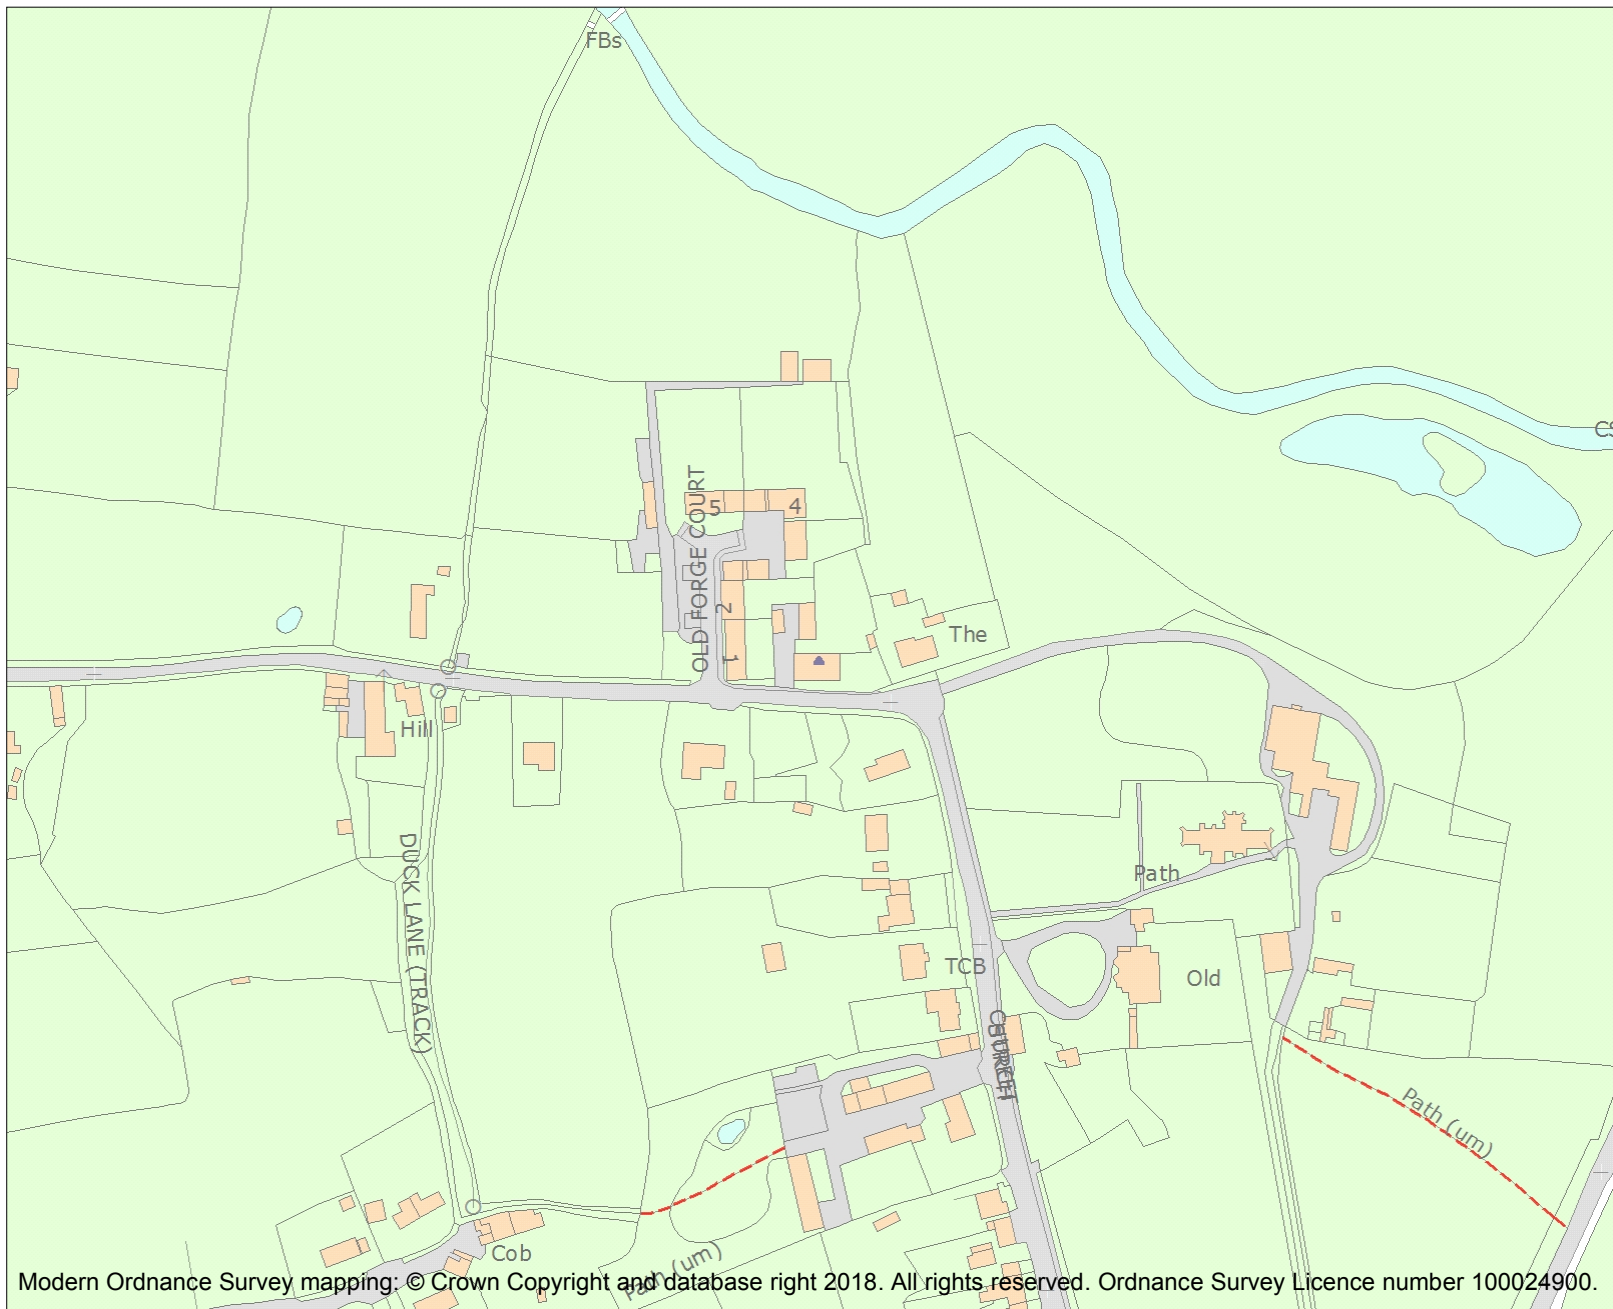 FBs
CS
OLD FORGE COURT
5
4
2
1
The
Hill
DUCK LANE (TRACK)
Path
TCB
Old
Path (um)
Cob
Path (um)
Modern Ordnance Survey mapping: © Crown Copyright and database right 2018. All rights reserved. Ordnance Survey Licence number 100024900.